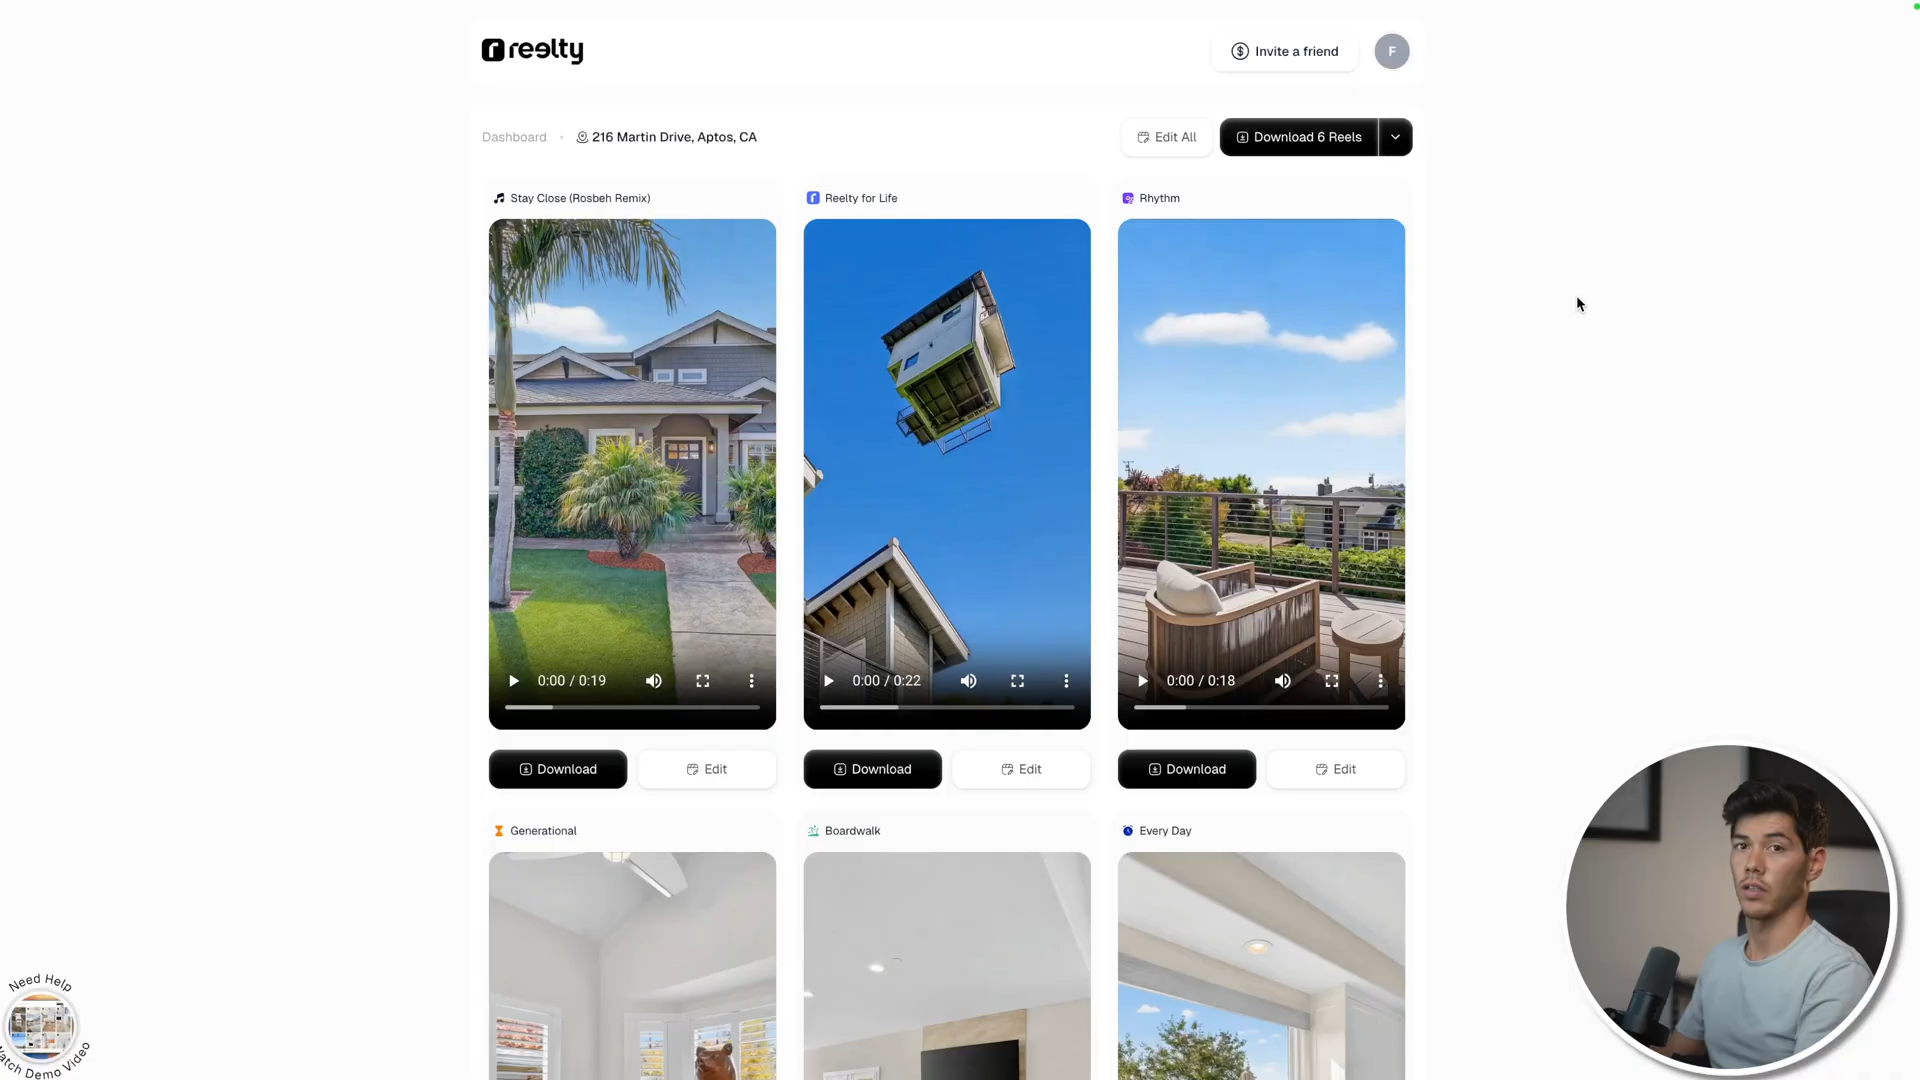 reelty
Invite a friend
F
Dashboard • 216 Martin Drive, Aptos, CA
Edit All
Download 6 Reels
Stay Close (Rosbeh Remix)
Reelty for Life
Rhythm
0:00 / 0:19
0:00 / 0:22
0:00 / 0:18
Download
Edit
Download
Edit
Download
Edit
Generational
Boardwalk
Every Day
Need Help
Watch Demo Video